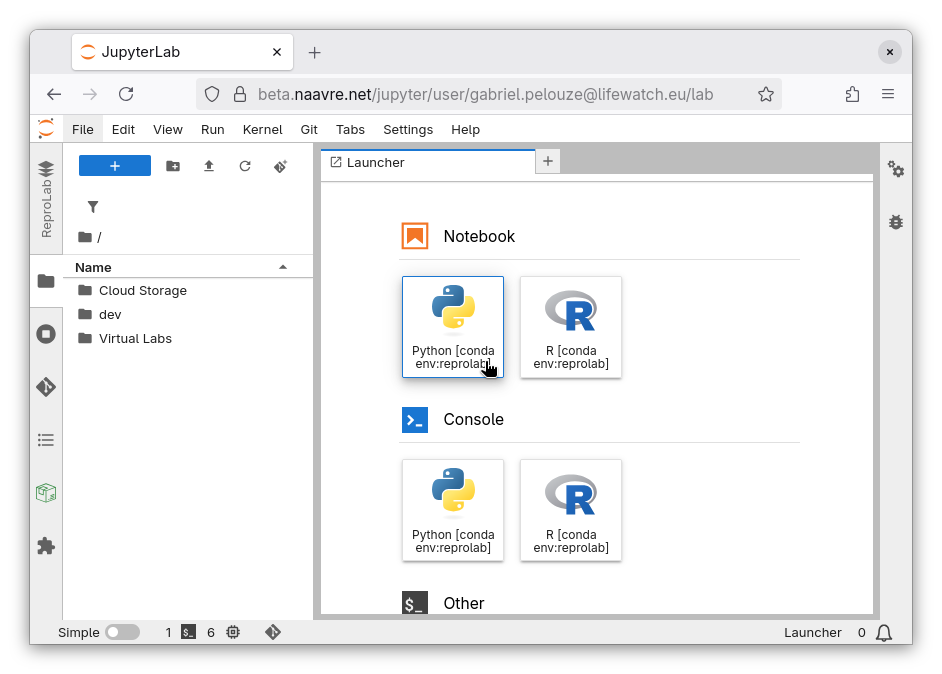 JupyterLab
beta.naavre.net/jupyter/user/gabriel.pelouze@lifewatch.eu/lab
File Edit View Run Kernel Git Tabs Settings Help
ReproLab
Launcher
/
Name
Cloud Storage
dev
Virtual Labs
Notebook
Python [conda
env:reprolab]
R [conda
env:reprolab]
Console
Python [conda
env:reprolab]
R [conda
env:reprolab]
$_ Other
Simple 1 $_ 6 Launcher 0